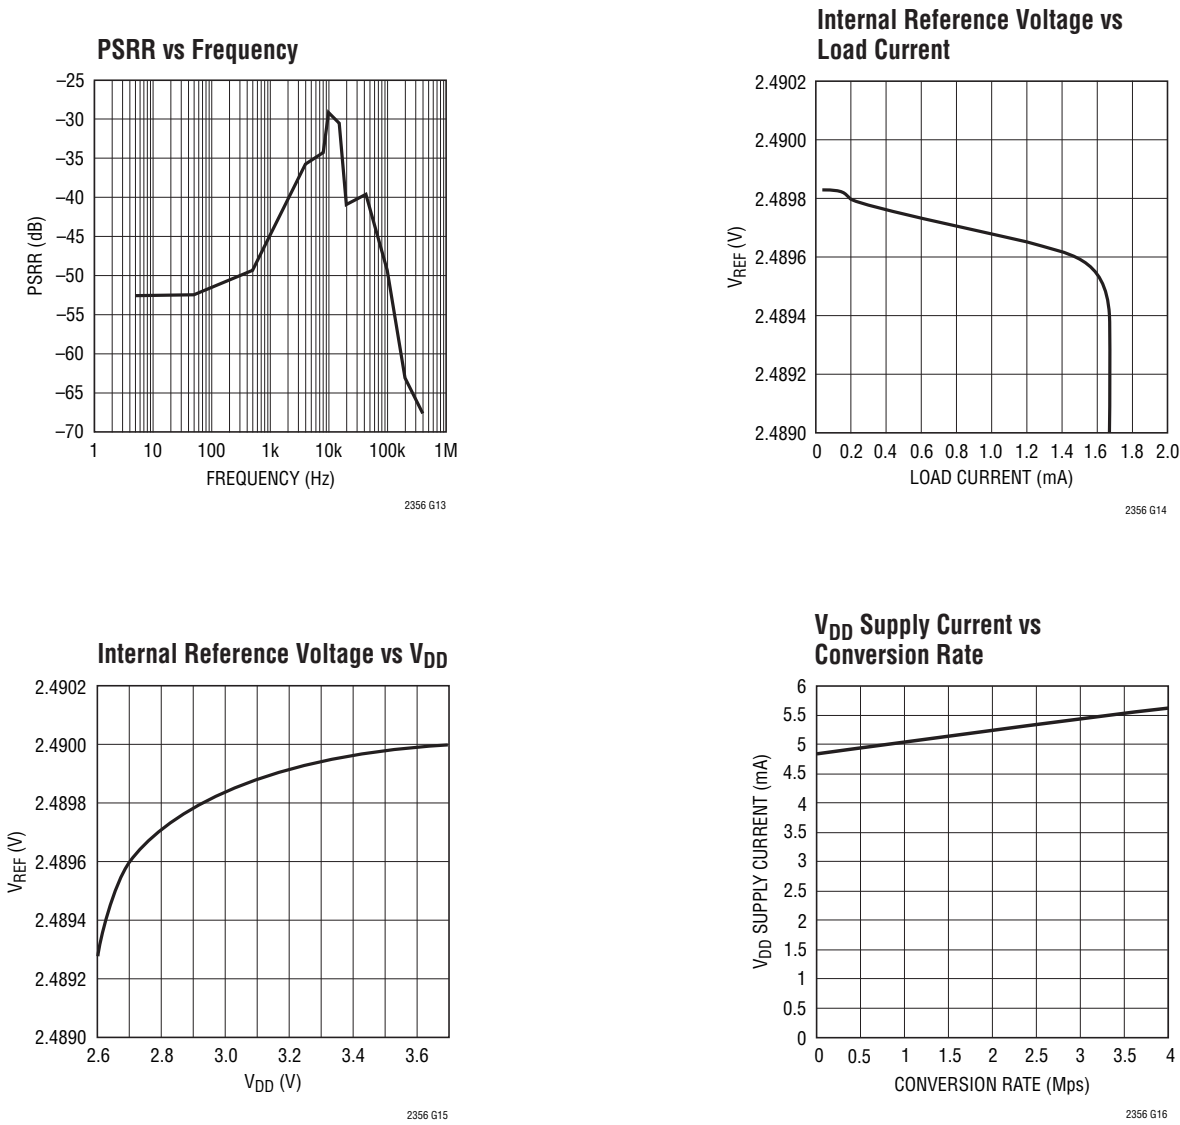 PSRR vs Frequency
–25
–30
–35
–40
–45
–50
–55
–60
–65
–70
PSRR (dB)
1 10 100 1k 10k 100k 1M
FREQUENCY (Hz)
2356 G13
Internal Reference Voltage vs
Load Current
2.4902
2.4900
2.4898
2.4896
2.4894
2.4892
2.4890
VREF (V)
0 0.2 0.4 0.6 0.8 1.0 1.2 1.4 1.6 1.8 2.0
LOAD CURRENT (mA)
2356 G14
Internal Reference Voltage vs VDD
2.4902
2.4900
2.4898
2.4896
2.4894
2.4892
2.4890
VREF (V)
2.6 2.8 3.0 3.2 3.4 3.6
VDD (V)
2356 G15
VDD Supply Current vs
Conversion Rate
6
5.5
5
4.5
4
3.5
3
2.5
2
1.5
1
0.5
0
VDD SUPPLY CURRENT (mA)
0 0.5 1 1.5 2 2.5 3 3.5 4
CONVERSION RATE (Mps)
2356 G16